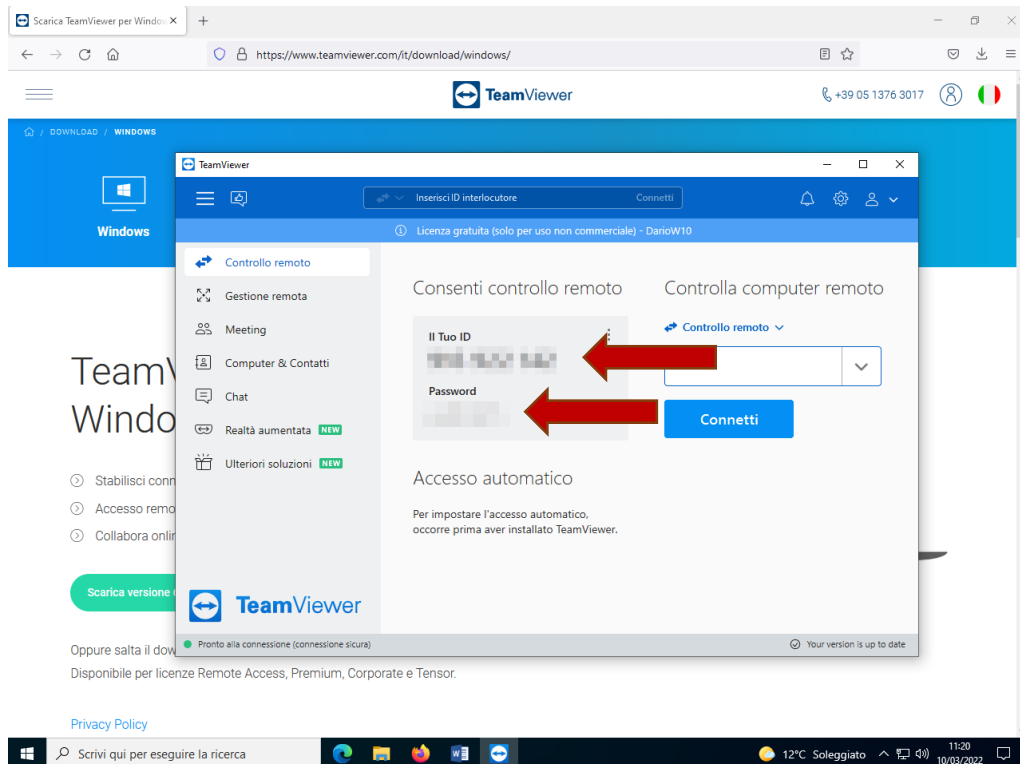 Scarica TeamViewer per Window
https://www.teamviewer.com/it/download/windows/
TeamViewer
+39 05 1376 3017
/ DOWNLOAD / WINDOWS
Windows
TeamViewer
Inserisci ID interlocutore
Connetti
Licenza gratuita (solo per uso non commerciale) - DarioW10
Controllo remoto
Gestione remota
Meeting
Computer & Contatti
Chat
Realtà aumentata NEW
Ulteriori soluzioni NEW
TeamViewer
Consenti controllo remoto
Il Tuo ID
Password
Accesso automatico
Per impostare l'accesso automatico,
occorre prima aver installato TeamViewer.
Controlla computer remoto
Controllo remoto
Connetti
Pronto alla connessione (connessione sicura)
Your version is up to date
Team
Windo
Stabilisci conn
Accesso remo
Collabora onlin
Scarica versione
Oppure salta il dow
Disponibile per licenze Remote Access, Premium, Corporate e Tensor.
Privacy Policy
Scrivi qui per eseguire la ricerca
12°C Soleggiato
11:20
10/03/2022